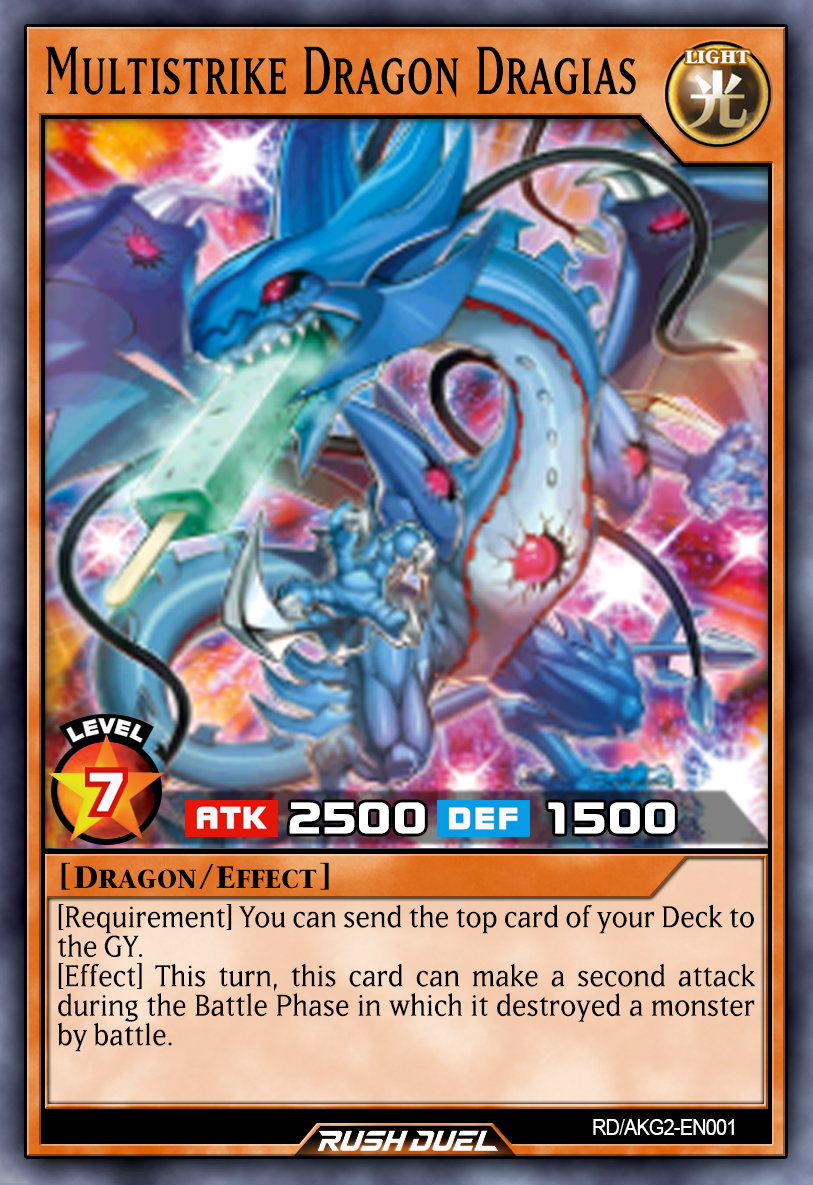 MULTISTRIKE DRAGON DRAGIAS
LIGHT
光
LEVEL
7
ATK 2500 DEF 1500
[DRAGON/EFFECT]
[Requirement] You can send the top card of your Deck to
the GY.
[Effect] This turn, this card can make a second attack
during the Battle Phase in which it destroyed a monster
by battle.
RD/AKG2-EN001
RUSH DUEL